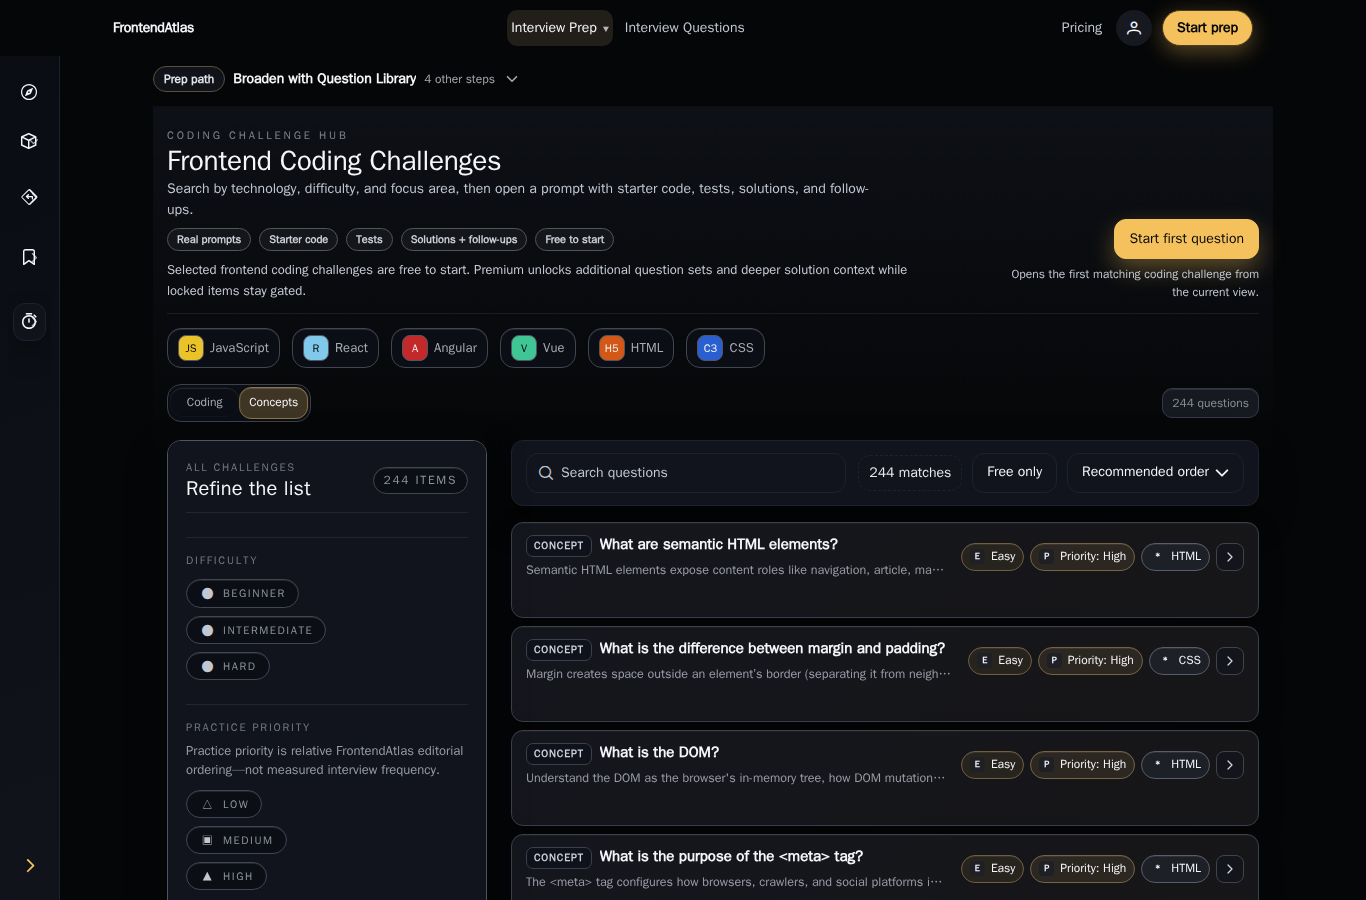 FrontendAtlas
Interview Prep ▾
Interview Questions
Pricing
Start prep
Prep path
Broaden with Question Library
4 other steps
CODING CHALLENGE HUB
Frontend Coding Challenges
Search by technology, difficulty, and focus area, then open a prompt with starter code, tests, solutions, and follow-
ups.
Real prompts
Starter code
Tests
Solutions + follow-ups
Free to start
Selected frontend coding challenges are free to start. Premium unlocks additional question sets and deeper solution context while
locked items stay gated.
Start first question
Opens the first matching coding challenge from
the current view.
JS JavaScript
R React
A Angular
V Vue
H5 HTML
C3 CSS
Coding
Concepts
244 questions
ALL CHALLENGES
Refine the list
244 ITEMS
DIFFICULTY
BEGINNER
INTERMEDIATE
HARD
PRACTICE PRIORITY
Practice priority is relative FrontendAtlas editorial
ordering—not measured interview frequency.
△ LOW
▣ MEDIUM
▲ HIGH
Search questions
244 matches
Free only
Recommended order
CONCEPT What are semantic HTML elements?
Semantic HTML elements expose content roles like navigation, article, ma···
E Easy
P Priority: High
* HTML
CONCEPT What is the difference between margin and padding?
Margin creates space outside an element's border (separating it from neigh···
E Easy
P Priority: High
* CSS
CONCEPT What is the DOM?
Understand the DOM as the browser's in-memory tree, how DOM mutation···
E Easy
P Priority: High
* HTML
CONCEPT What is the purpose of the <meta> tag?
The <meta> tag configures how browsers, crawlers, and social platforms i···
E Easy
P Priority: High
* HTML